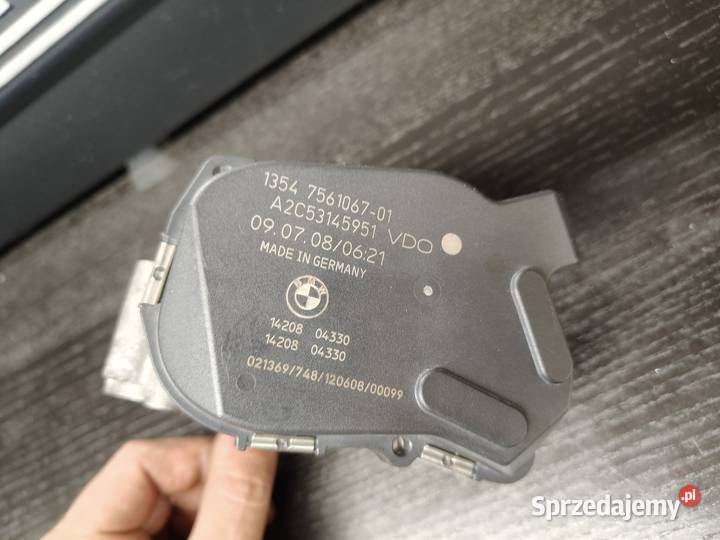 1354 7561067-01
A2C53145951 VDO
09.07.08/06:21
MADE IN GERMANY
BMW
14208 04330
14208 04330
021369/748/120608/00099
Sprzedajemy.pl